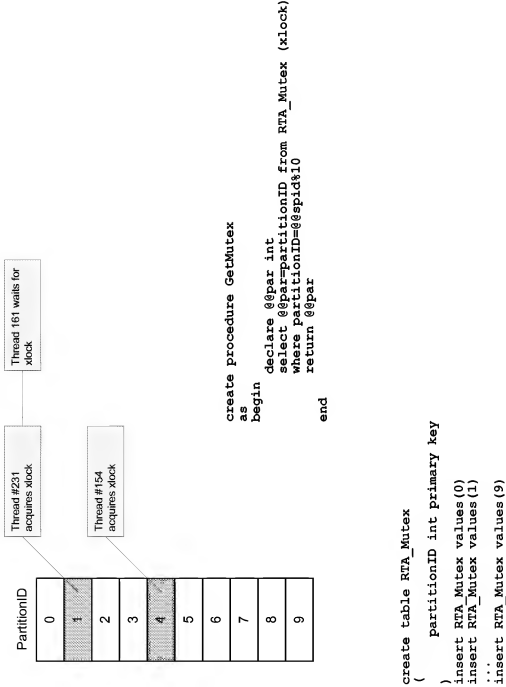 PartitionID
0
1
2
3
4
5
6
7
8
9
Thread #231
acquires xlock
Thread 161 waits for
xlock
Thread #154
acquires xlock
create procedure GetMutex
as
begin
declare @@par int
select @@par=partitionID from RTA_Mutex (xlock)
where partitionID=@@spid%10
return @@par
end
create table RTA_Mutex
(
partitionID int primary key
)
insert RTA_Mutex values(0)
insert RTA_Mutex values(1)
...
insert RTA_Mutex values(9)